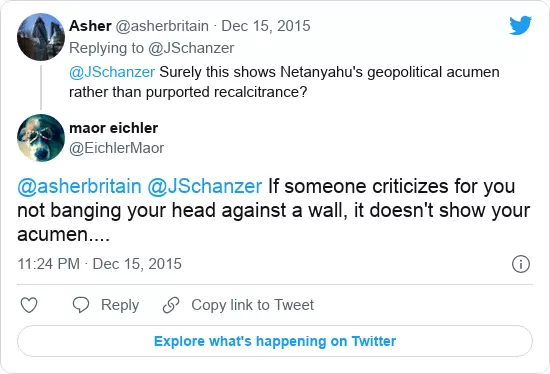 Asher @asherbritain · Dec 15, 2015
Replying to @JSchanzer
@JSchanzer Surely this shows Netanyahu's geopolitical acumen
rather than purported recalcitrance?
maor eichler
@EichlerMaor
@asherbritain @JSchanzer If someone criticizes for you
not banging your head against a wall, it doesn't show your
acumen....
11:24 PM · Dec 15, 2015
Reply
Copy link to Tweet
Explore what's happening on Twitter